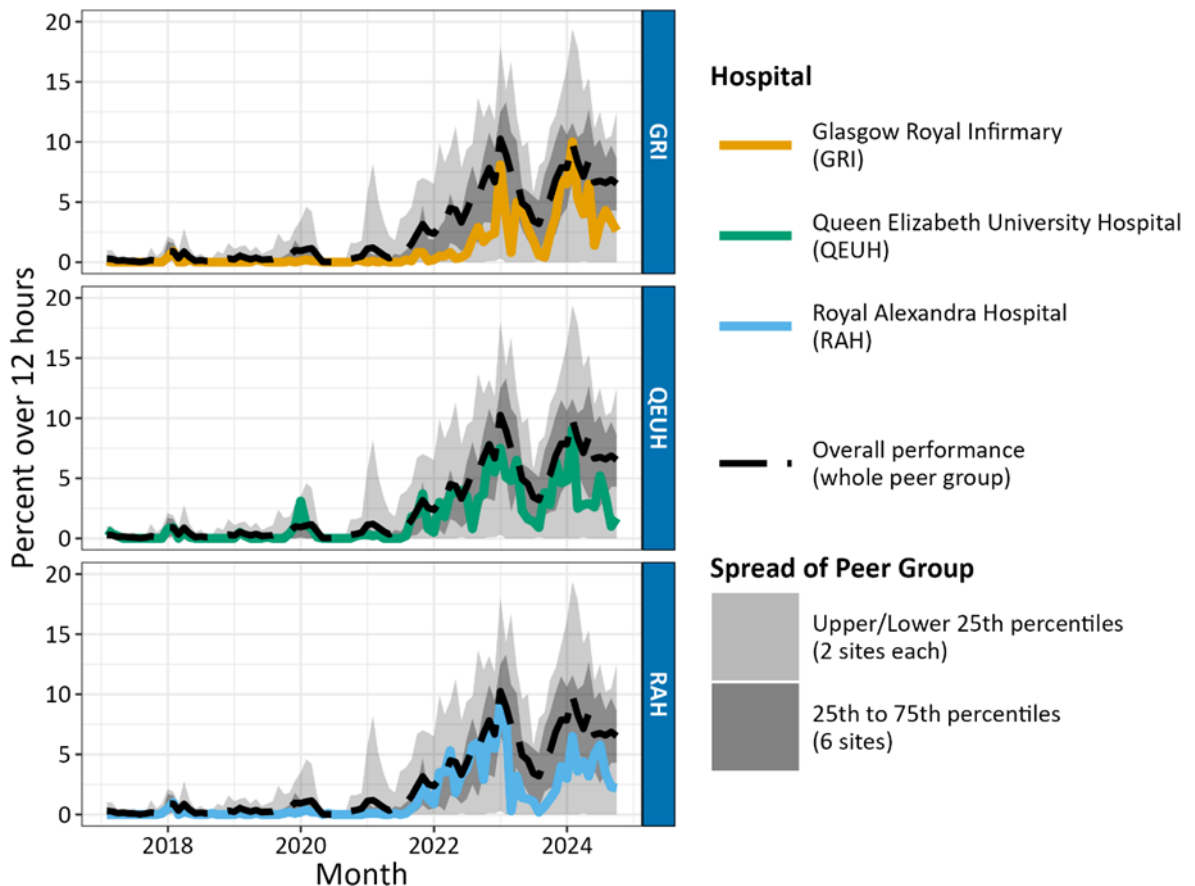 20
15
10
5
0
GRI
20
15
10
5
0
QEUH
20
15
10
5
0
RAH
Percent over 12 hours
2018
2020
2022
2024
Month
Hospital
Glasgow Royal Infirmary
(GRI)
Queen Elizabeth University Hospital
(QEUH)
Royal Alexandra Hospital
(RAH)
Overall performance
(whole peer group)
Spread of Peer Group
Upper/Lower 25th percentiles
(2 sites each)
25th to 75th percentiles
(6 sites)